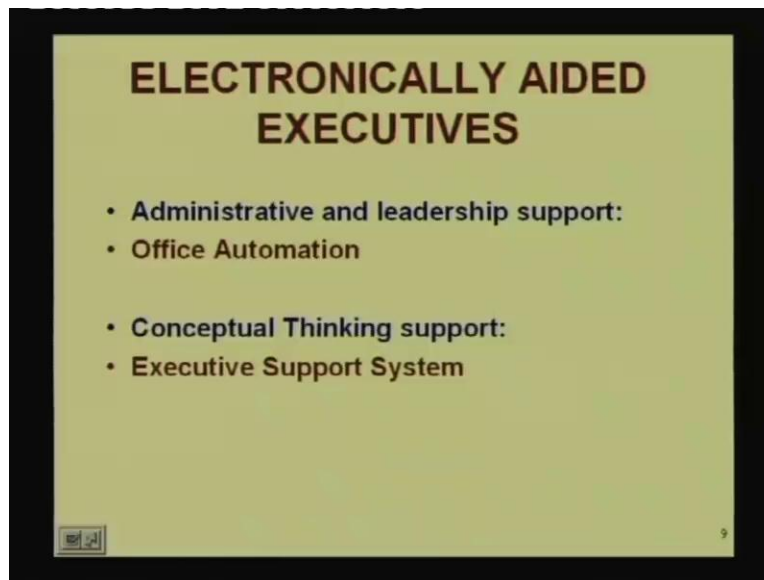 ELECTRONICALLY AIDED
EXECUTIVES
• Administrative and leadership support:
• Office Automation
• Conceptual Thinking support:
• Executive Support System
9